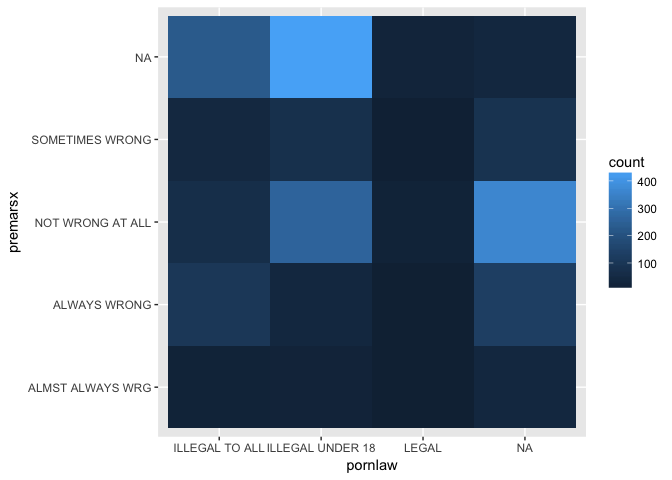 NA
SOMETIMES WRONG
NOT WRONG AT ALL
ALWAYS WRONG
ALMST ALWAYS WRG
premarsx
ILLEGAL TO ALL ILLEGAL UNDER 18 LEGAL NA
pornlaw
count
400
300
200
100